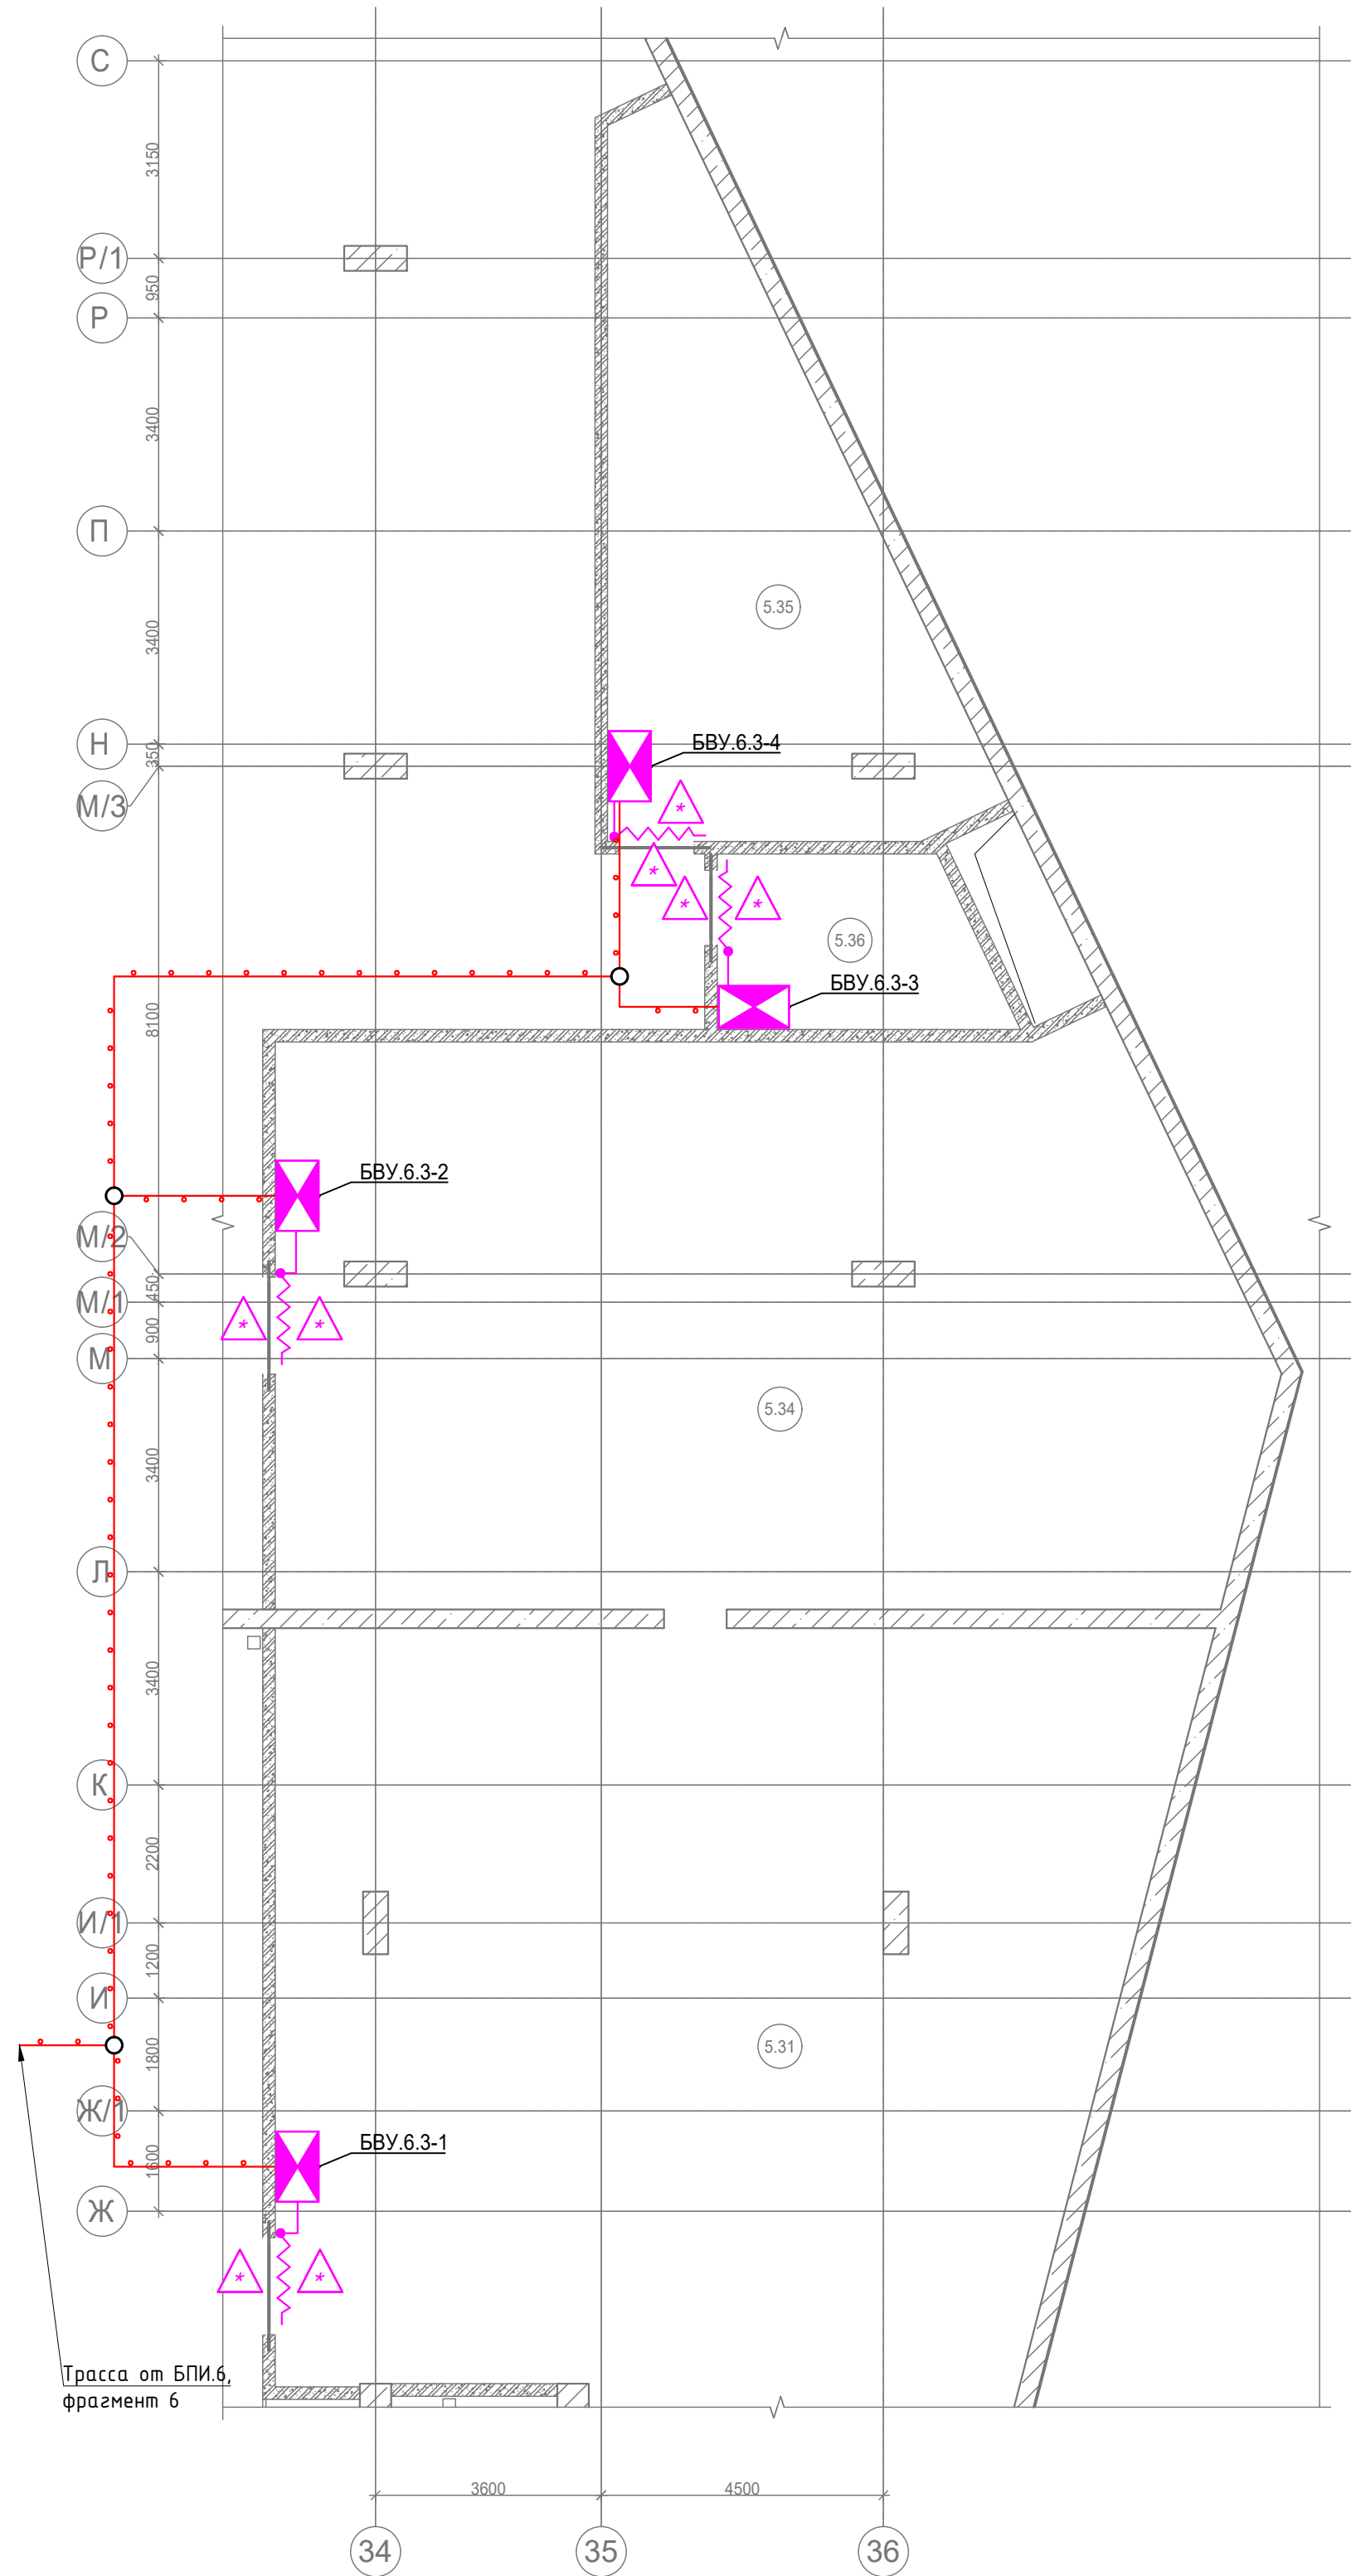 С
3150
Р/1
950
Р
3400
П
5.35
3400
Н
БВУ.6.3-4
350
М/3
*
*
*
*
5.36
БВУ.6.3-3
8100
БВУ.6.3-2
М/2
450
М/1
*
*
900
М
5.34
3400
Л
3400
К
2200
И/1
1200
И
5.31
1800
Ж/1
БВУ.6.3-1
1600
Ж
*
*
Трасса от БПИ.6,
фрагмент 6
3600
4500
34
35
36